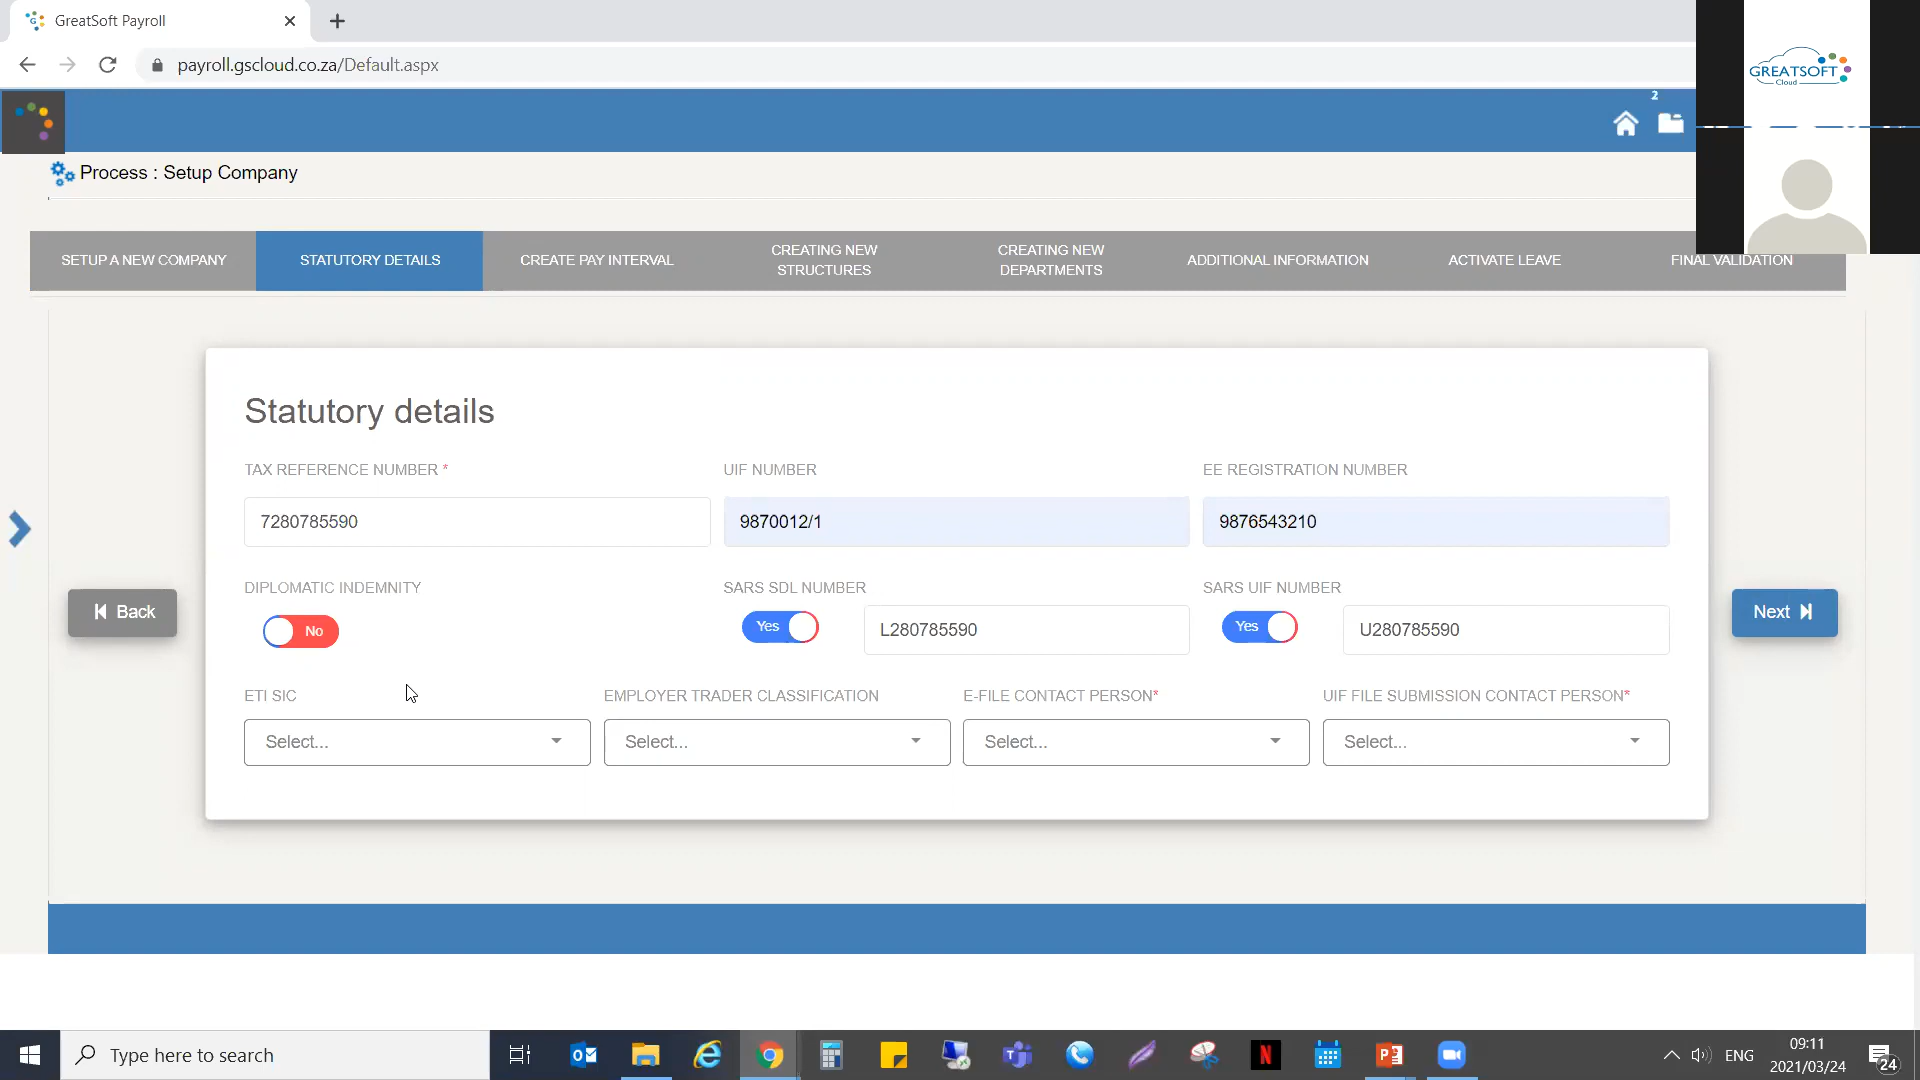 GreatSoft Payroll
payroll.gscloud.co.za/Default.aspx
GREATSOFT
Cloud
2
Process : Setup Company
SETUP A NEW COMPANY
STATUTORY DETAILS
CREATE PAY INTERVAL
CREATING NEW
STRUCTURES
CREATING NEW
DEPARTMENTS
ADDITIONAL INFORMATION
ACTIVATE LEAVE
FINAL VALIDATION
Statutory details
TAX REFERENCE NUMBER *
UIF NUMBER
EE REGISTRATION NUMBER
7280785590
9870012/1
9876543210
DIPLOMATIC INDEMNITY
SARS SDL NUMBER
SARS UIF NUMBER
No
Yes
L280785590
Yes
U280785590
Back
Next
ETI SIC
EMPLOYER TRADER CLASSIFICATION
E-FILE CONTACT PERSON*
UIF FILE SUBMISSION CONTACT PERSON*
Select...
Select...
Select...
Select...
Type here to search
ENG
09:11
2021/03/24
24